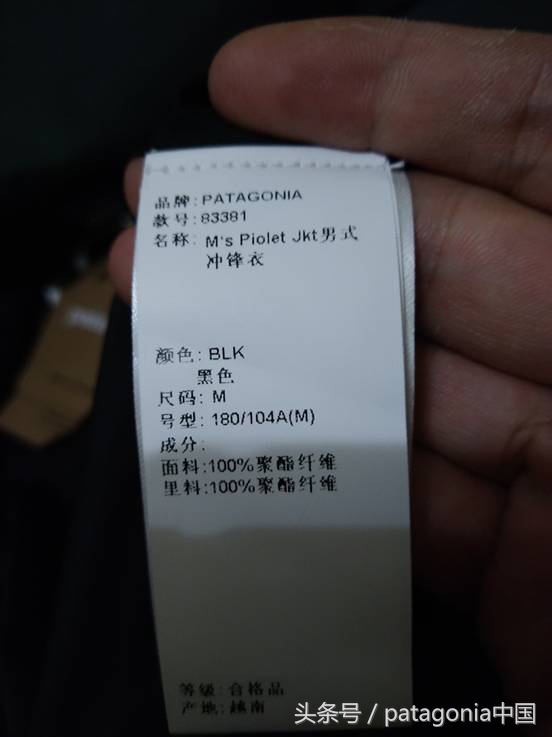 品牌: PATAGONIA
款号: 83381
名称: M's Piolet Jkt男式
冲锋衣
颜色: BLK
黑色
尺码: M
号型: 180/104A(M)
成分:
面料:100%聚酯纤维
里料:100%聚酯纤维
等级:合格品
产地:越南
头条号 / patagonia中国